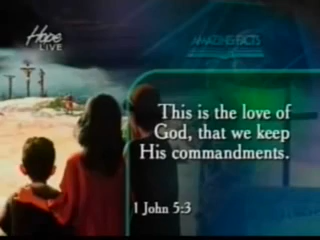 Hope
LIVE
AMAZING FACTS
This is the love of
God, that we keep
His commandments.
1 John 5:3